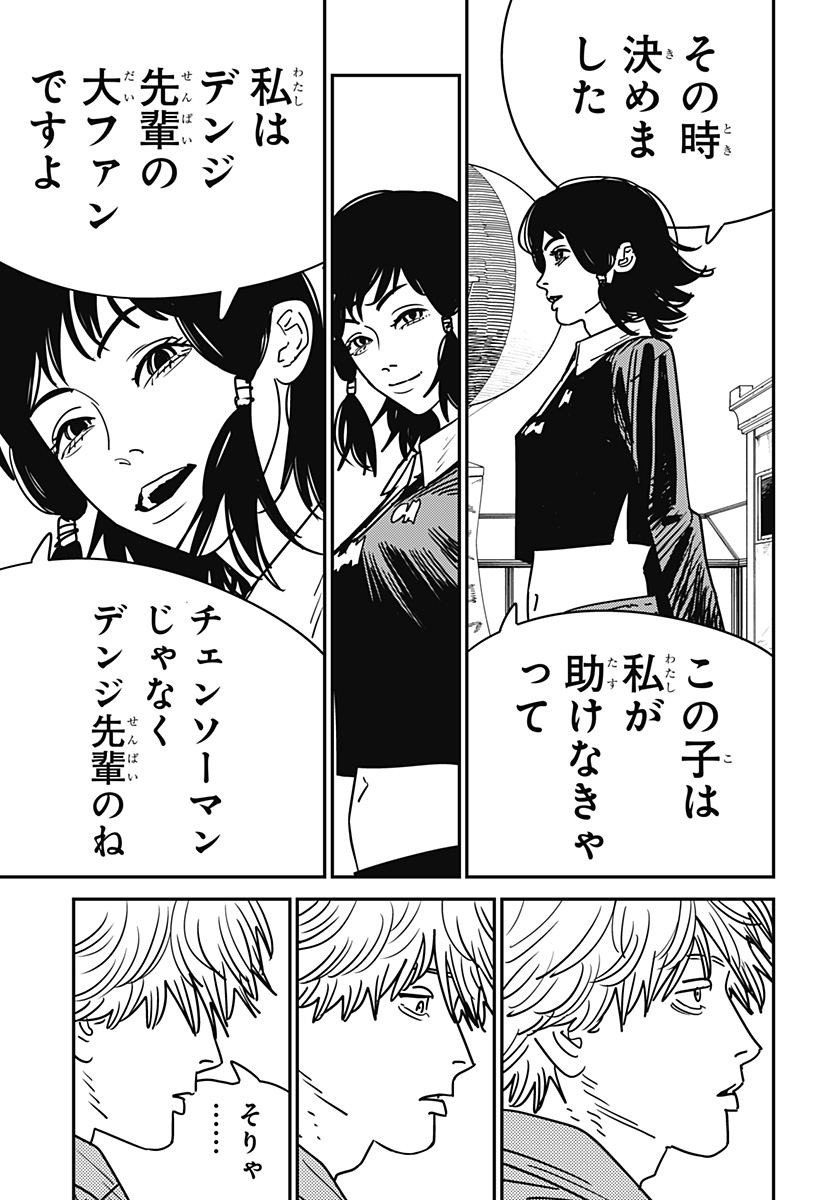 その時
決めま
した
この子は
私が
助けなきゃ
って
私は
デンジ
先輩の
大ファン
ですよ
チェンソーマン
じゃなく
デンジ先輩のね
そりゃ
……